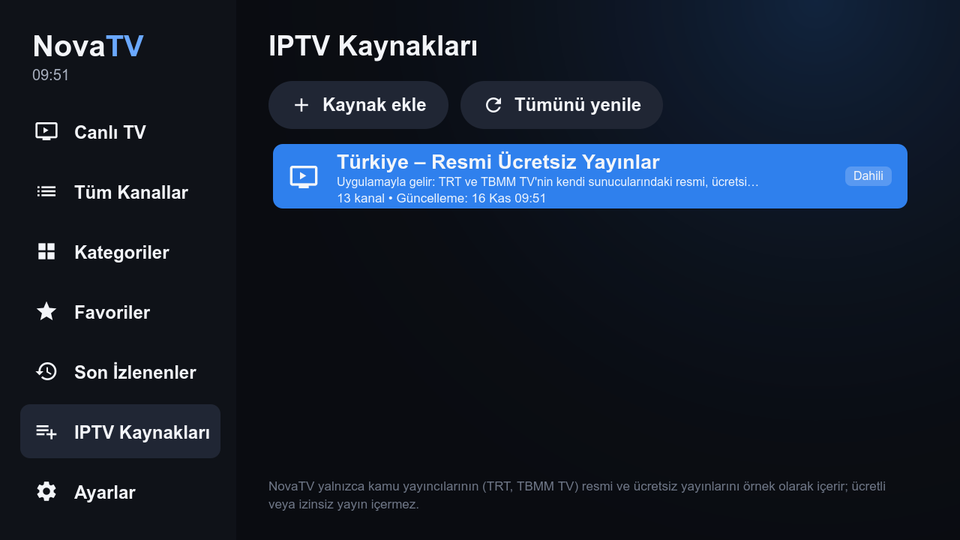 NovaTV
09:51
Canlı TV
Tüm Kanallar
Kategoriler
Favoriler
Son İzlenenler
IPTV Kaynakları
Ayarlar
IPTV Kaynakları
Kaynak ekle
Tümünü yenile
Türkiye – Resmi Ücretsiz Yayınlar
Uygulamayla gelir: TRT ve TBMM TV'nin kendi sunucularındaki resmi, ücretsi…
13 kanal • Güncelleme: 16 Kas 09:51
Dahili
NovaTV yalnızca kamu yayıncılarının (TRT, TBMM TV) resmi ve ücretsiz yayınlarını örnek olarak içerir; ücretli
veya izinsiz yayın içermez.